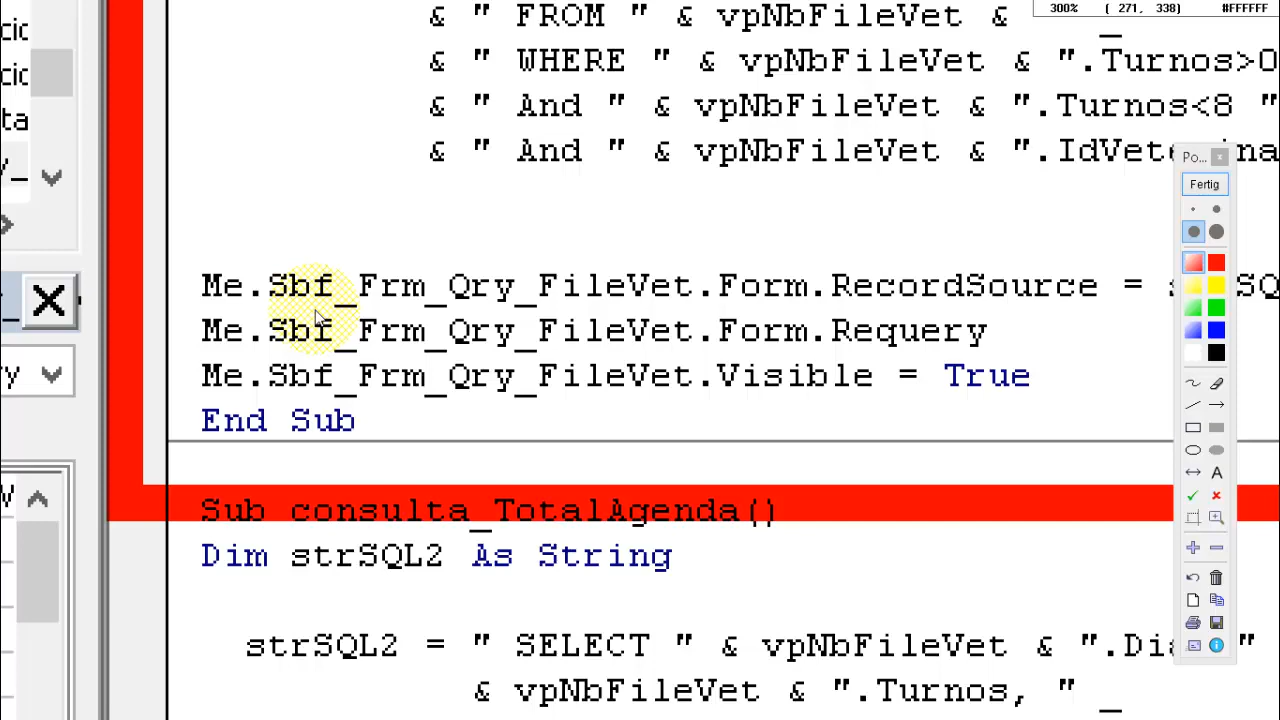 300% ( 271, 338) #FFFFFF
& " FROM " & vpNbFileVet & _
& " WHERE " & vpNbFileVet & ".Turnos>0
& " And " & vpNbFileVet & ".Turnos<8 "
& " And " & vpNbFileVet & 
Po...
Fertig
Me.Sbf_Frm_Qry_FileVet.Form.RecordSource =
Me.Sbf_Frm_Qry_FileVet.Form.Requery
Me.Sbf_Frm_Qry_FileVet.Visible = True
End Sub
Sub consulta_TotalAgenda()
Dim strSQL2 As String
strSQL2 = " SELECT " & vpNbFileVet & "
& vpNbFileVet & ".Turnos, " _